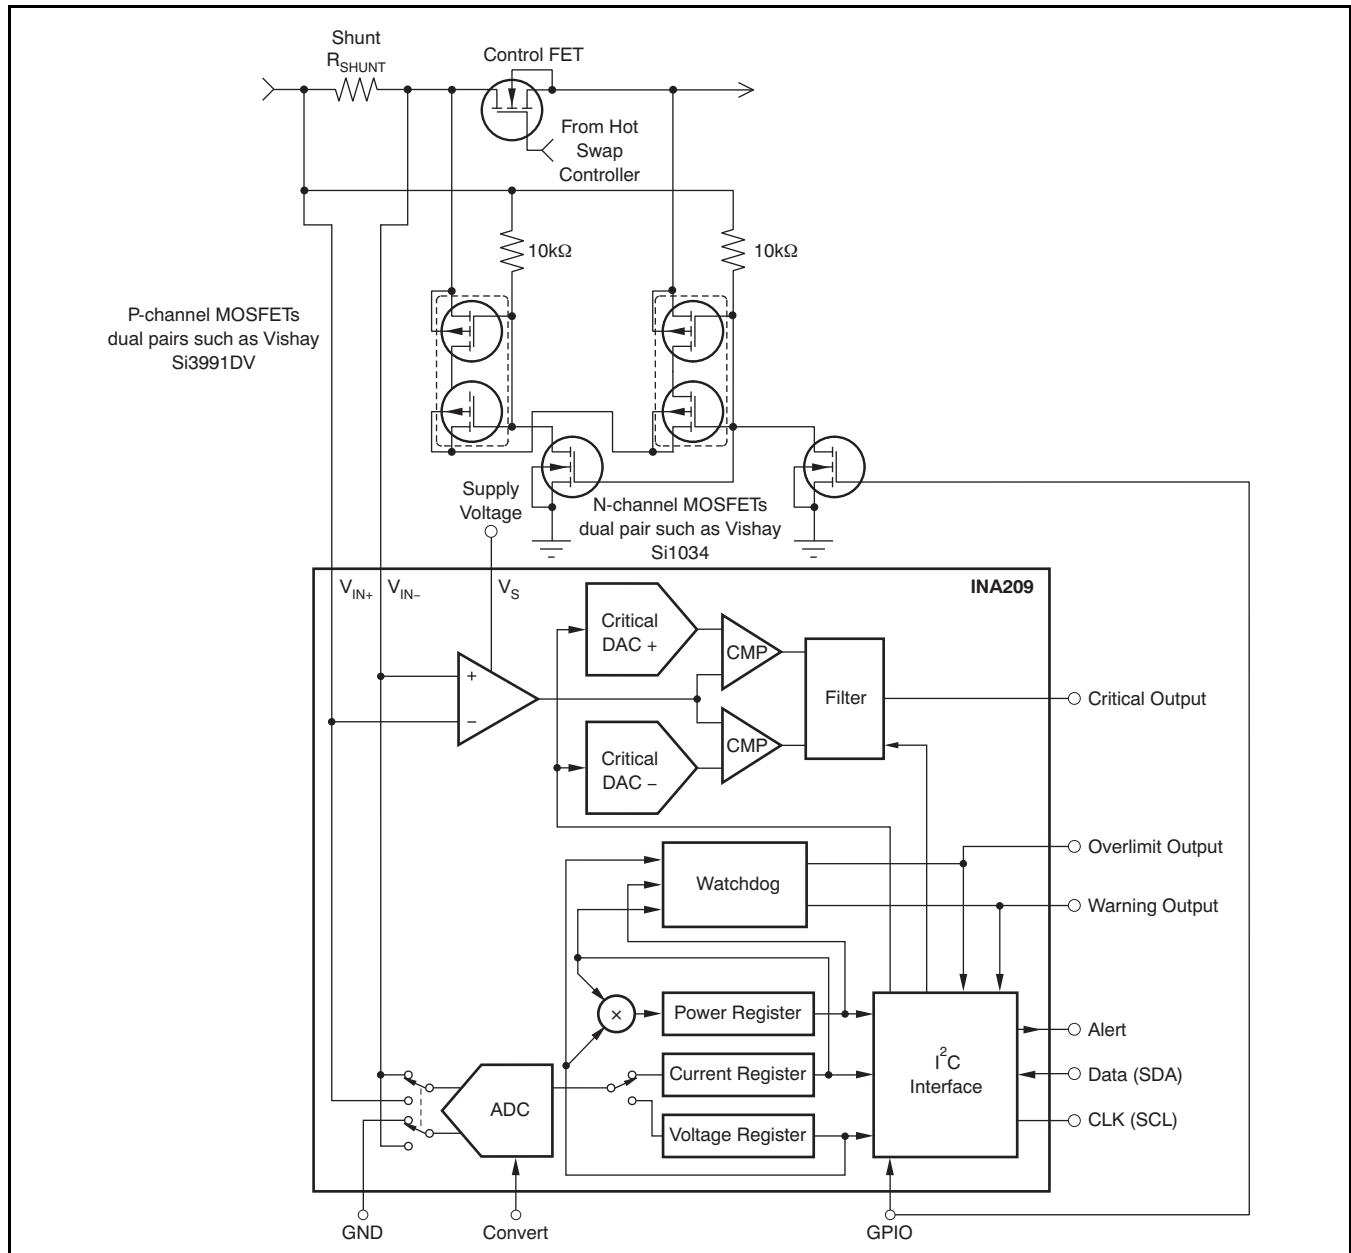 Shunt
R_SHUNT
Control FET
From Hot
Swap
Controller
10kΩ
10kΩ
P-channel MOSFETs
dual pairs such as Vishay
Si3991DV
Supply
Voltage
N-channel MOSFETs
dual pair such as Vishay
Si1034
V_IN+
V_IN−
V_S
INA209
Critical
DAC +
CMP
Filter
Critical Output
+
−
Critical
DAC −
CMP
Overlimit Output
Watchdog
Warning Output
×
Power Register
Alert
I²C
Interface
Current Register
Data (SDA)
ADC
CLK (SCL)
Voltage Register
GND
Convert
GPIO